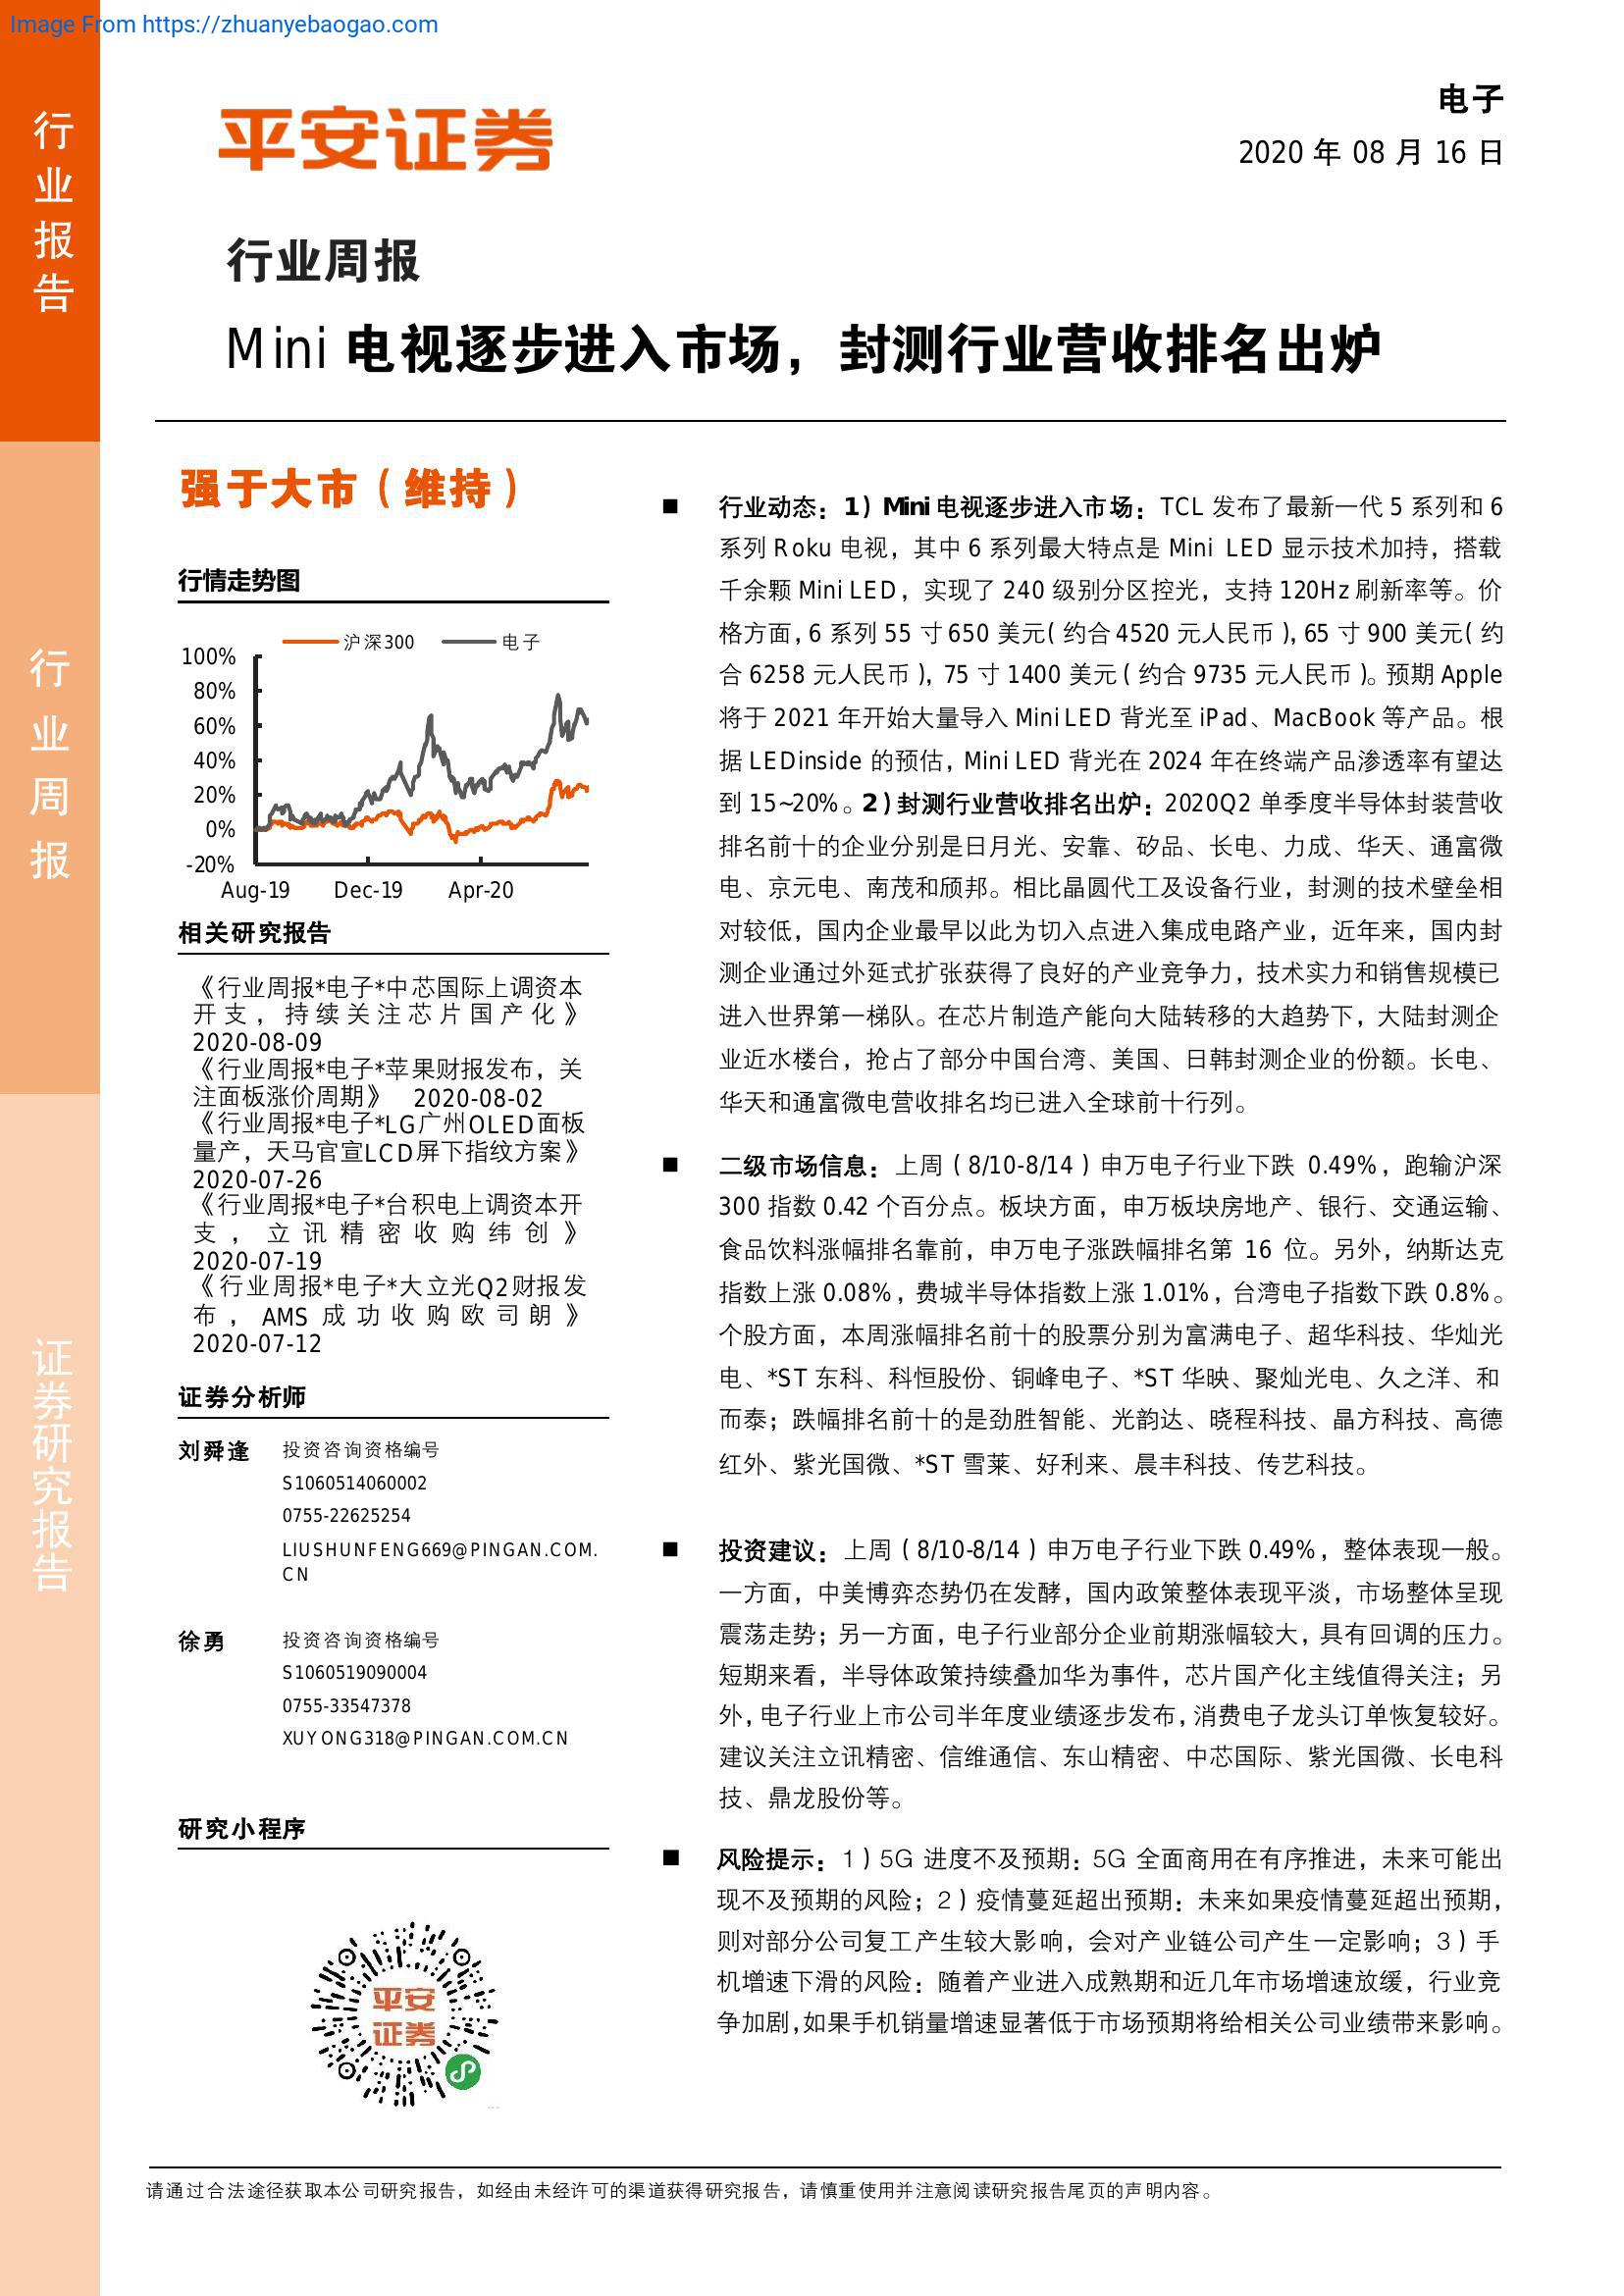 Image From https://zhuanyebaogao.com
行业报告
行业周报
证券研究报告
平安证券
电子
2020 年 08 月 16 日
行业周报
Mini 电视逐步进入市场，封测行业营收排名出炉
强于大市（维持）
行情走势图
沪深300 电子
100%
80%
60%
40%
20%
0%
-20%
Aug-19 Dec-19 Apr-20
相关研究报告
《行业周报*电子*中芯国际上调资本
开支，持续关注芯片国产化》
2020-08-09
《行业周报*电子*苹果财报发布，关
注面板涨价周期》 2020-08-02
《行业周报*电子*LG广州OLED面板
量产，天马官宣LCD屏下指纹方案》
2020-07-26
《行业周报*电子*台积电上调资本开
支，立讯精密收购纬创》
2020-07-19
《行业周报*电子*大立光Q2财报发
布，AMS成功收购欧司朗》
2020-07-12
证券分析师
刘舜逢 投资咨询资格编号
S1060514060002
0755-22625254
LIUSHUNFENG669@PINGAN.COM.
CN
徐勇 投资咨询资格编号
S1060519090004
0755-33547378
XUYONG318@PINGAN.COM.CN
研究小程序
平安
证券
■ 行业动态：1）Mini 电视逐步进入市场：TCL 发布了最新一代 5 系列和 6
系列 Roku 电视，其中 6 系列最大特点是 Mini LED 显示技术加持，搭载
千余颗 Mini LED，实现了 240 级别分区控光，支持 120Hz 刷新率等。价
格方面，6 系列 55 寸 650 美元（约合 4520 元人民币），65 寸 900 美元（约
合 6258 元人民币），75 寸 1400 美元（约合 9735 元人民币）。预期 Apple
将于 2021 年开始大量导入 Mini LED 背光至 iPad、MacBook 等产品。根
据 LEDinside 的预估，Mini LED 背光在 2024 年在终端产品渗透率有望达
到 15~20%。2）封测行业营收排名出炉：2020Q2 单季度半导体封装营收
排名前十的企业分别是日月光、安靠、矽品、长电、力成、华天、通富微
电、京元电、南茂和颀邦。相比晶圆代工及设备行业，封测的技术壁垒相
对较低，国内企业最早以此为切入点进入集成电路产业，近年来，国内封
测企业通过外延式扩张获得了良好的产业竞争力，技术实力和销售规模已
进入世界第一梯队。在芯片制造产能向大陆转移的大趋势下，大陆封测企
业近水楼台，抢占了部分中国台湾、美国、日韩封测企业的份额。长电、
华天和通富微电营收排名均已进入全球前十行列。
■ 二级市场信息：上周（8/10-8/14）申万电子行业下跌 0.49%，跑输沪深
300 指数 0.42 个百分点。板块方面，申万板块房地产、银行、交通运输、
食品饮料涨幅排名靠前，申万电子涨跌幅排名第 16 位。另外，纳斯达克
指数上涨 0.08%，费城半导体指数上涨 1.01%，台湾电子指数下跌 0.8%。
个股方面，本周涨幅排名前十的股票分别为富满电子、超华科技、华灿光
电、*ST 东科、科恒股份、铜峰电子、*ST 华映、聚灿光电、久之洋、和
而泰；跌幅排名前十的是劲胜智能、光韵达、晓程科技、晶方科技、高德
红外、紫光国微、*ST 雪莱、好利来、晨丰科技、传艺科技。
■ 投资建议：上周（8/10-8/14）申万电子行业下跌 0.49%，整体表现一般。
一方面，中美博弈态势仍在发酵，国内政策整体表现平淡，市场整体呈现
震荡走势；另一方面，电子行业部分企业前期涨幅较大，具有回调的压力。
短期来看，半导体政策持续叠加华为事件，芯片国产化主线值得关注；另
外，电子行业上市公司半年度业绩逐步发布，消费电子龙头订单恢复较好。
建议关注立讯精密、信维通信、东山精密、中芯国际、紫光国微、长电科
技、鼎龙股份等。
■ 风险提示：1）5G 进度不及预期：5G 全面商用在有序推进，未来可能出
现不及预期的风险；2）疫情蔓延超出预期：未来如果疫情蔓延超出预期，
则对部分公司复工产生较大影响，会对产业链公司产生一定影响；3）手
机增速下滑的风险：随着产业进入成熟期和近几年市场增速放缓，行业竞
争加剧，如果手机销量增速显著低于市场预期将给相关公司业绩带来影响。
请通过合法途径获取本公司研究报告，如经由未经许可的渠道获得研究报告，请慎重使用并注意阅读研究报告尾页的声明内容。